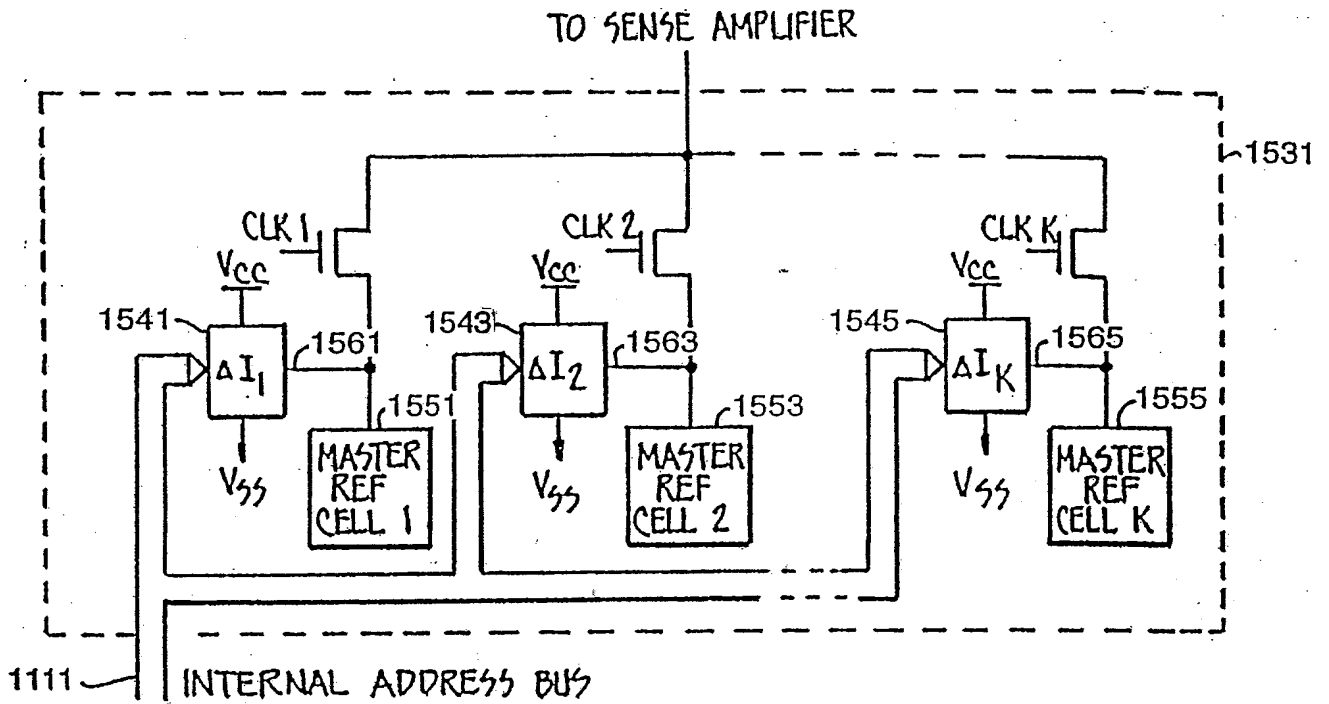 TO SENSE AMPLIFIER
1531
CLK 1
CLK 2
CLK K
VCC
VCC
VCC
1541
1543
1545
ΔI1
ΔI2
ΔIK
1561
1563
1565
1551
1553
1555
VSS
VSS
VSS
MASTER
REF
CELL 1
MASTER
REF
CELL 2
MASTER
REF
CELL K
1111
INTERNAL ADDRESS BUS